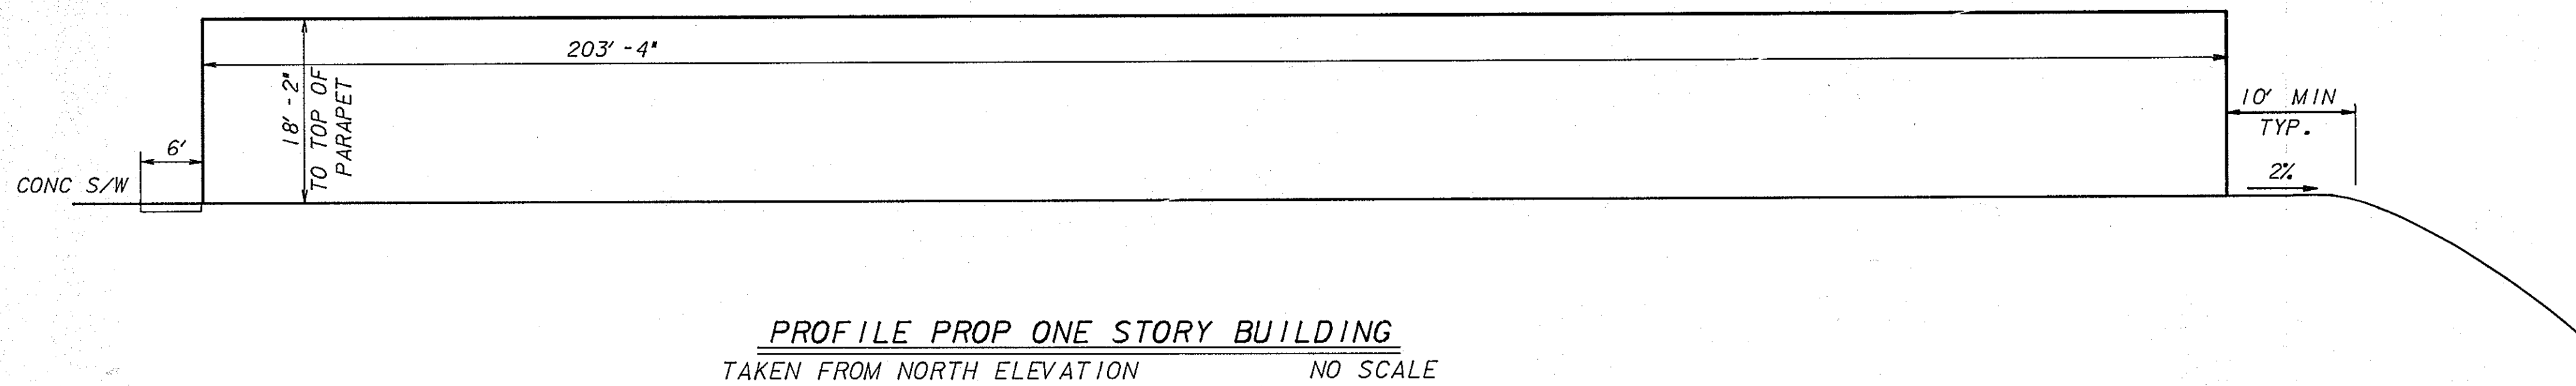 203' - 4"
18' - 2"
TO TOP OF
PARAPET
6'
CONC S/W
10' MIN
TYP.
2%
PROFILE PROP ONE STORY BUILDING
TAKEN FROM NORTH ELEVATION NO SCALE